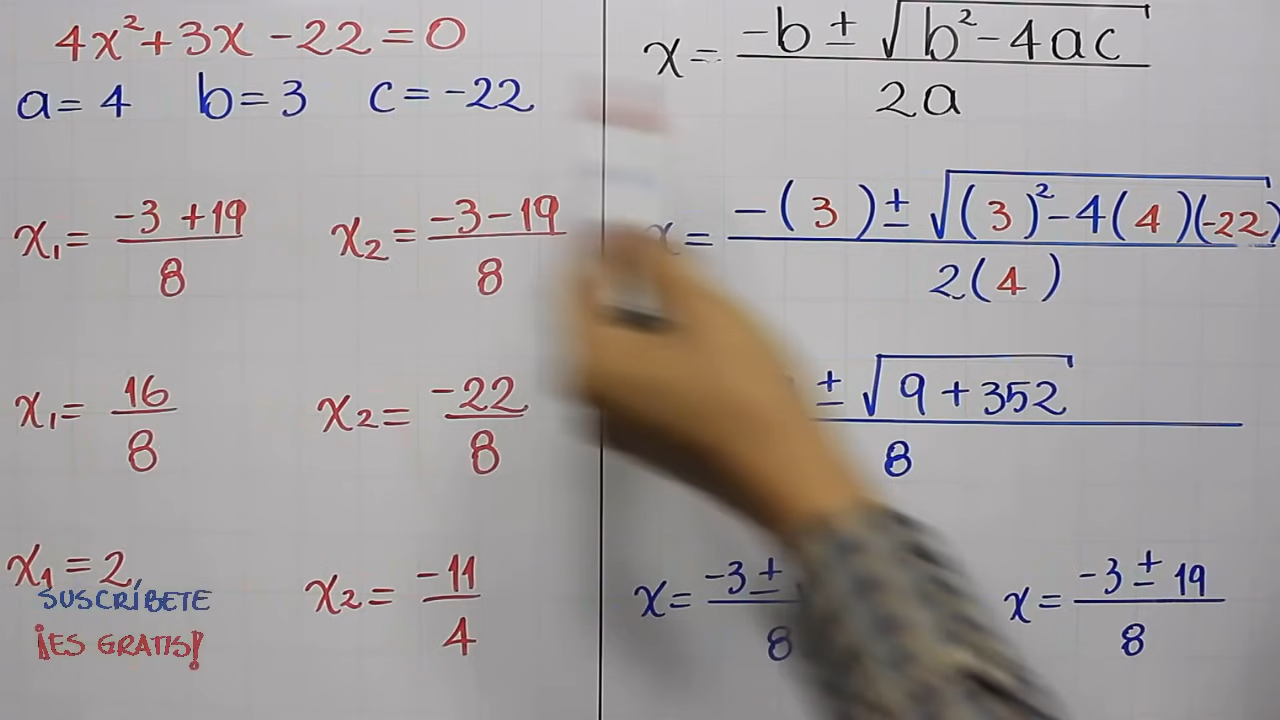 4x²+3x-22=0
a=4 b=3 c=-22
x₁= -3+19/8 x₂= -3-19/8
x₁= 16/8 x₂= -22/8
x₁=2 x₂= -11/4
SUSCRÍBETE
¡ES GRATIS!
x= -b±√b²-4ac/2a
x= -(3)±√(3)²-4(4)(-22)/2(4)
±√9+352/8
x= -3±/8 x= -3±19/8